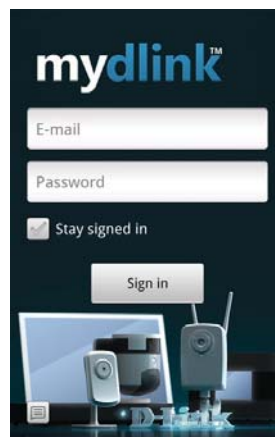 mydlink™
E-mail
Password
Stay signed in
Sign in
D-Link